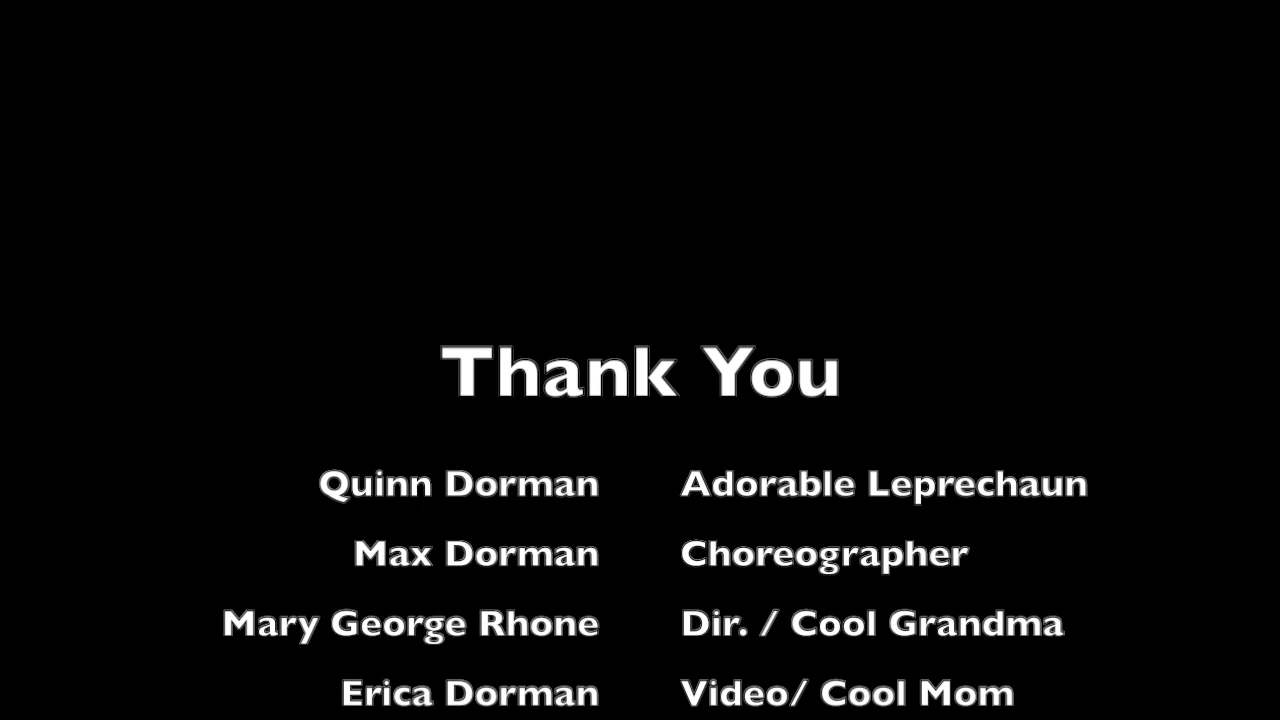 Thank You
Quinn Dorman Adorable Leprechaun
Max Dorman Choreographer
Mary George Rhone Dir. / Cool Grandma
Erica Dorman Video/ Cool Mom